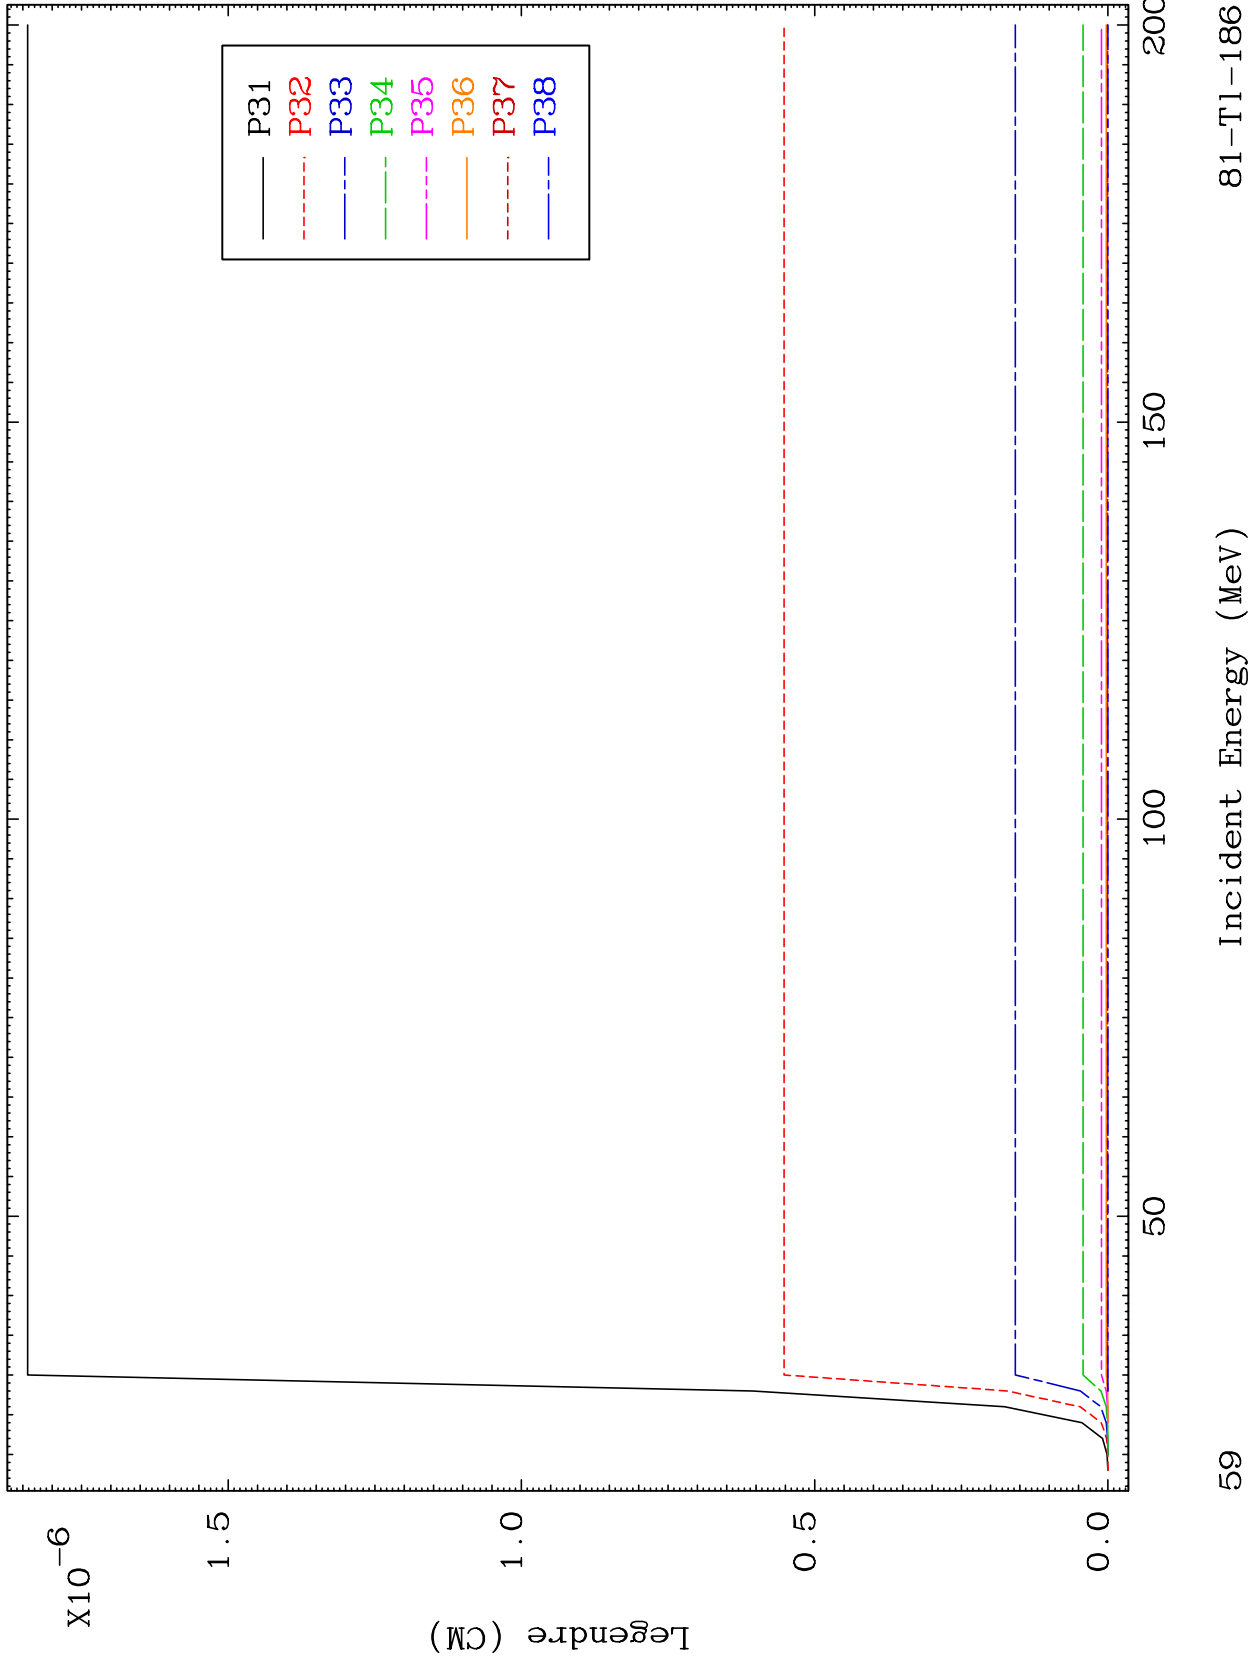 X10-6
1.5
1.0
0.5
0.0
Legendre (CM)
P31
P32
P33
P34
P35
P36
P37
P38
50
100
150
200
Incident Energy (MeV)
59
81-Tl-186